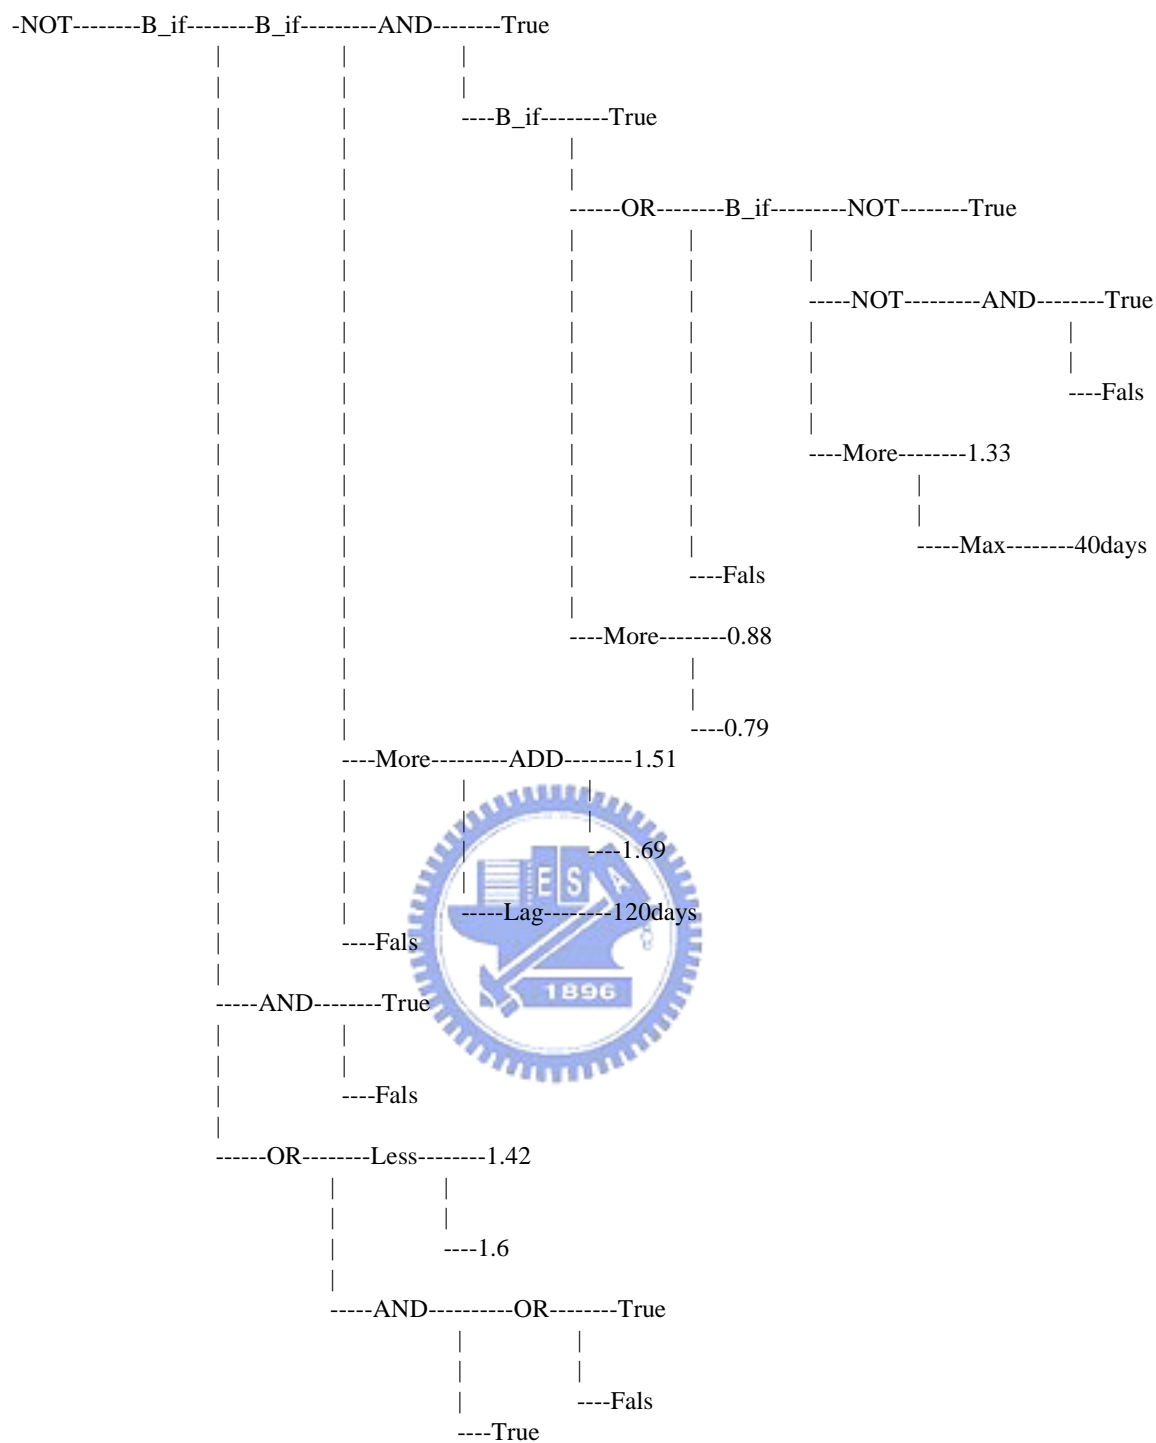 -NOT--------B_if--------B_if---------AND--------True
| | |
| | |
| | ----B_if--------True
| | |
| | |
| | ------OR--------B_if---------NOT--------True
| | | | |
| | | | |
| | | | -----NOT---------AND--------True
| | | | | |
| | | | | |
| | | | | ----Fals
| | | | |
| | | | ----More--------1.33
| | | | |
| | | | |
| | | | -----Max--------40days
| | | ----Fals
| | |
| | ----More--------0.88
| | |
| | |
| | ----0.79
| ----More---------ADD--------1.51
| | | |
| | | |
| | | ----1.69
| | |
| | -----Lag--------120days
| ----Fals
|
-----AND--------True
| |
| |
| ----Fals
|
------OR--------Less--------1.42
| |
| |
| ----1.6
|
-----AND----------OR--------True
| |
| |
| ----Fals
----True
E S A
1896